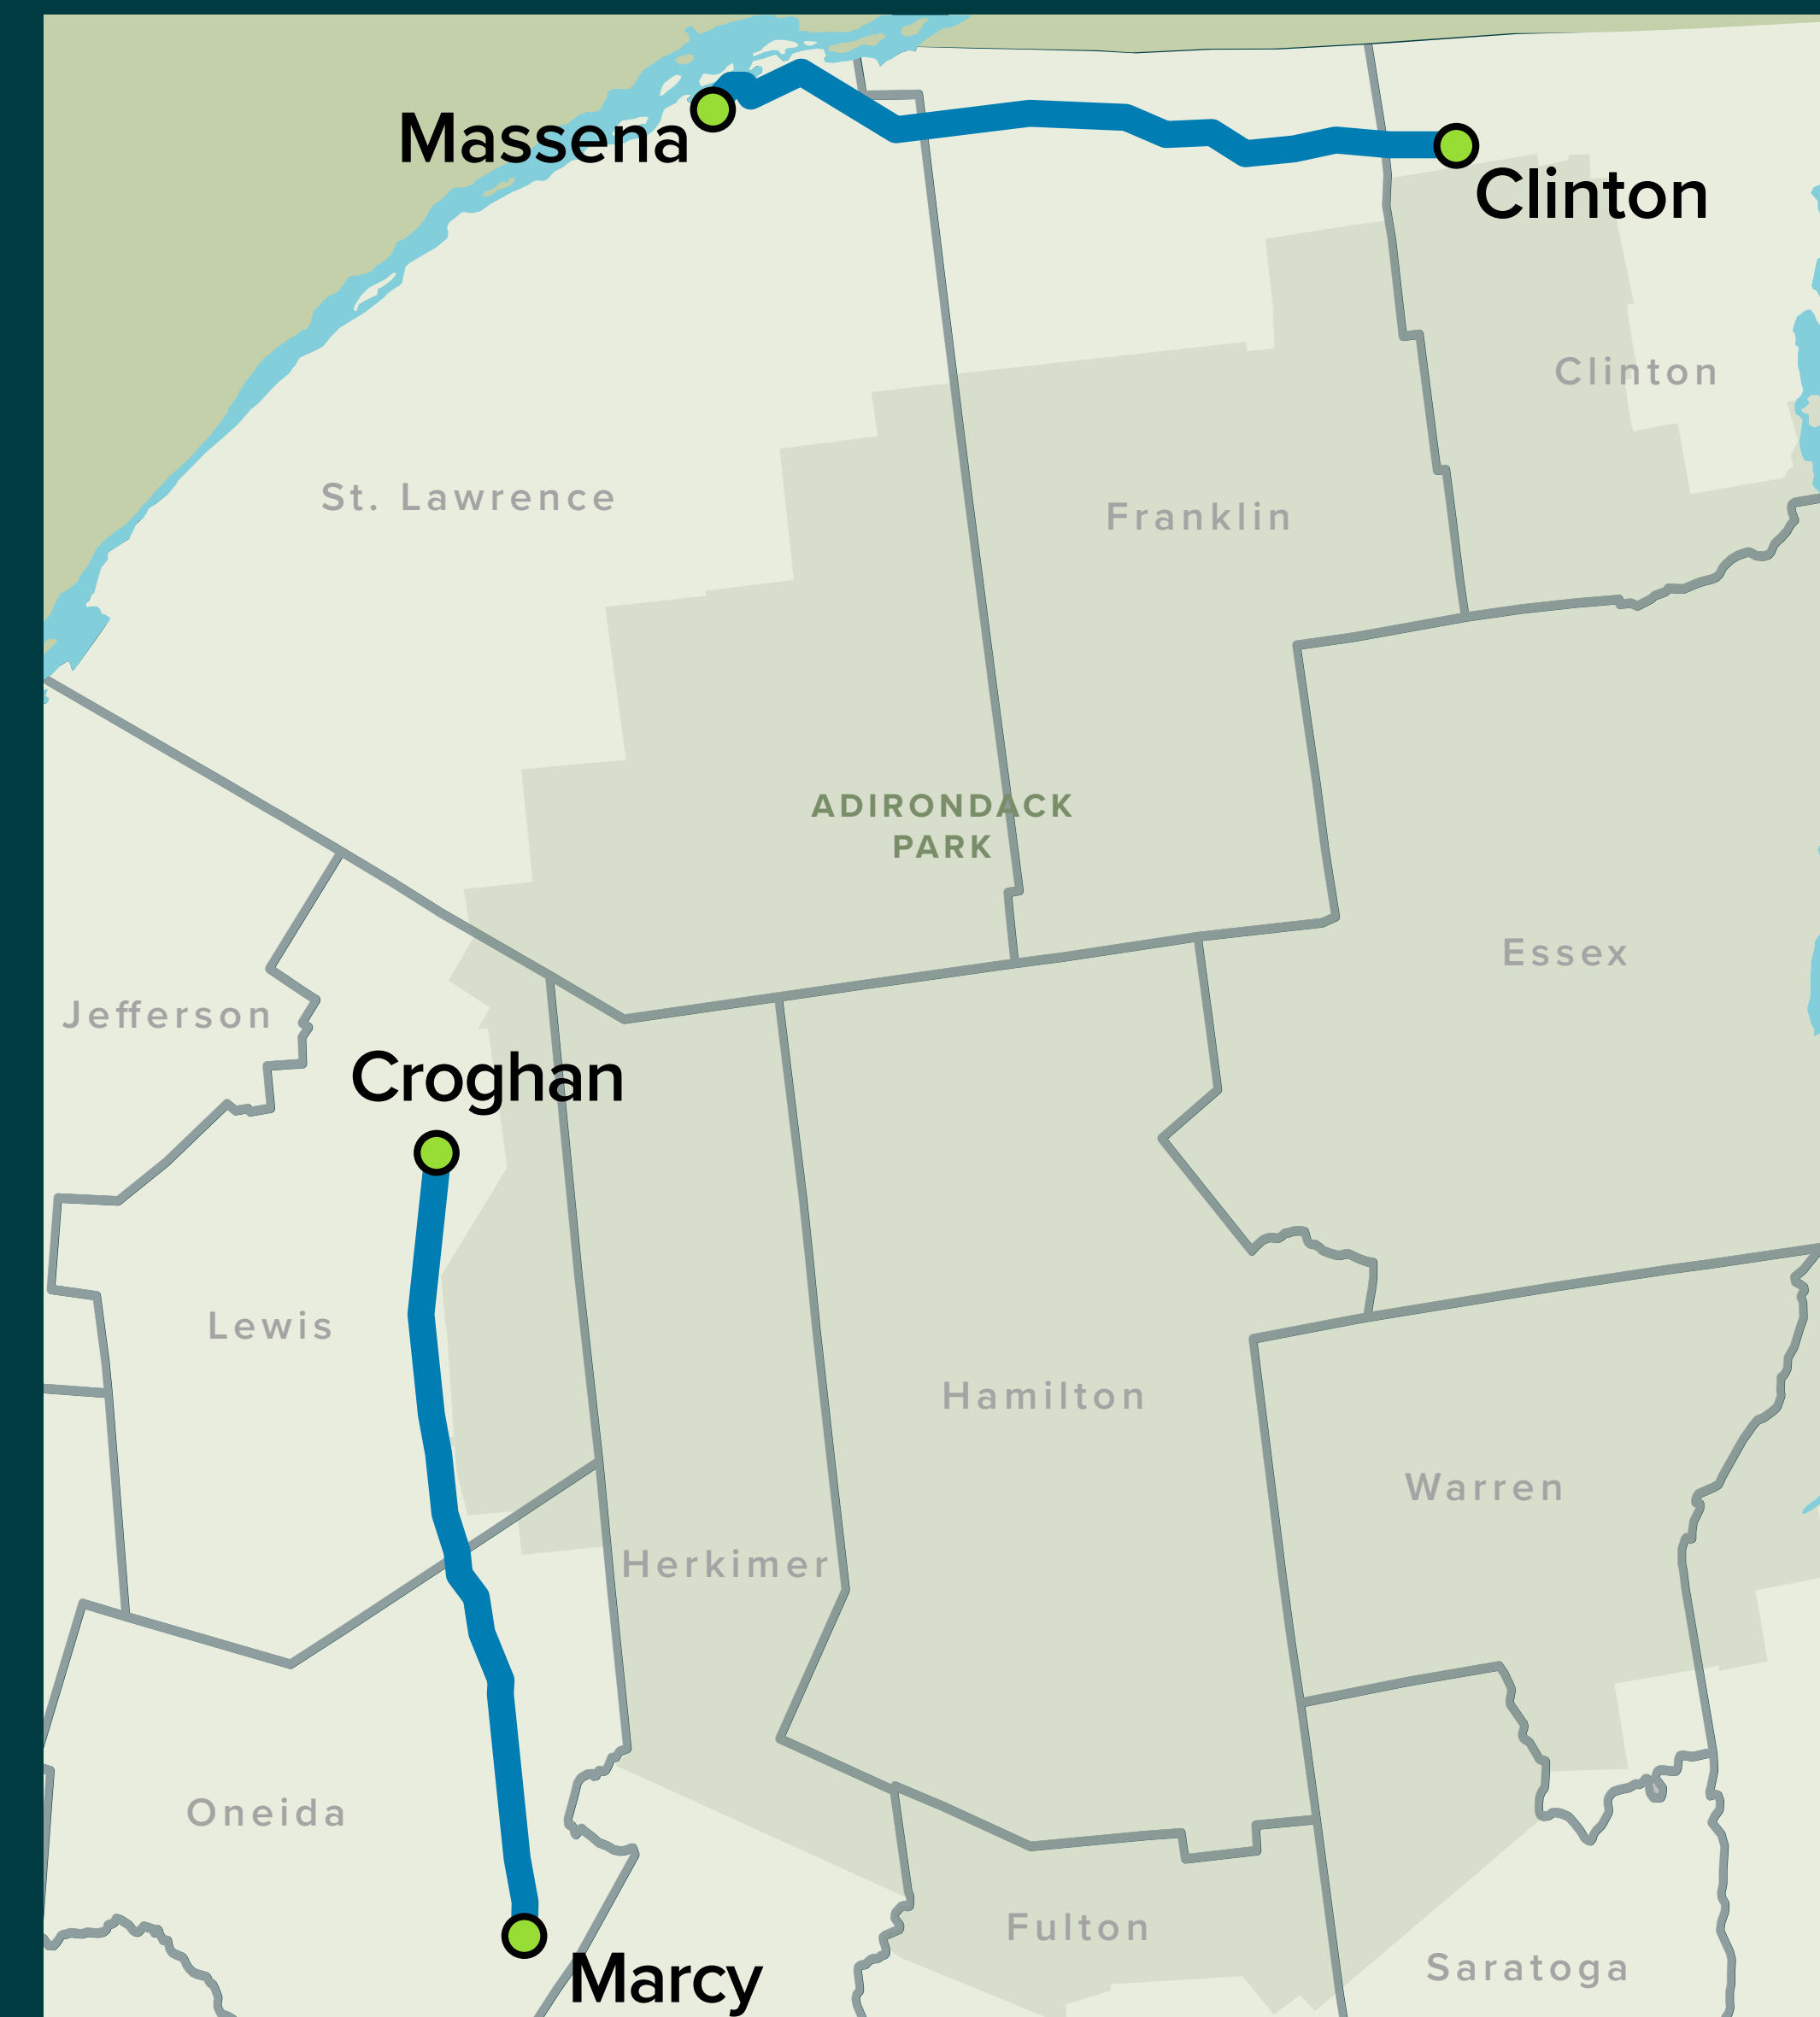 Massena
Clinton
Clinton
St. Lawrence
Franklin
ADIRONDACK
PARK
Essex
Jefferson
Croghan
Lewis
Hamilton
Warren
Herkimer
Oneida
Fulton
Saratoga
Marcy